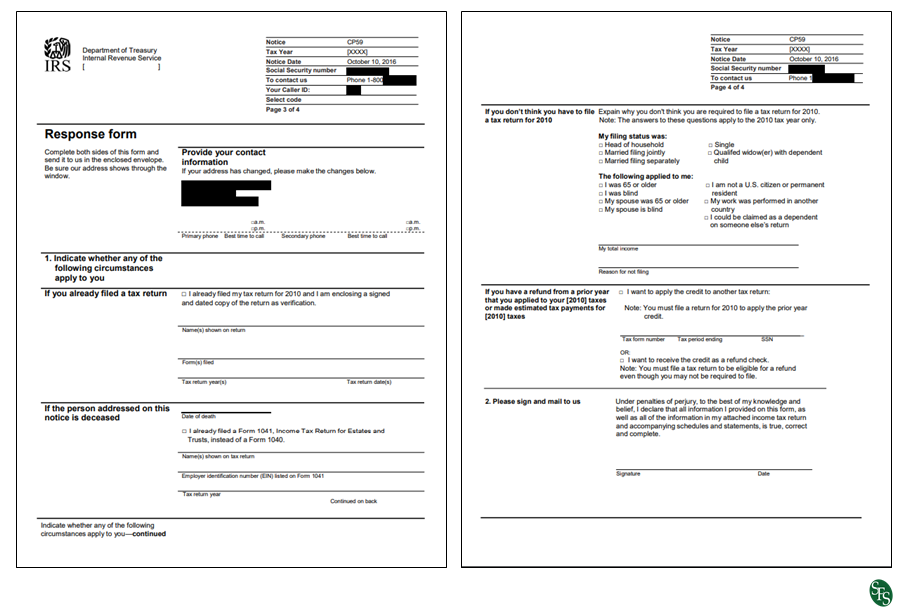 IRS
Department of Treasury
Internal Revenue Service
[ ]
Notice CP59
Tax Year [XXXX]
Notice Date October 10, 2016
Social Security number
To contact us Phone 1-800
Your Caller ID:
Select code
Page 3 of 4
Response form
Complete both sides of this form and
send it to us in the enclosed envelope.
Be sure our address shows through the
window.
Provide your contact
information
If your address has changed, please make the changes below.
□a.m. □a.m.
□p.m. □p.m.
Primary phone Best time to call Secondary phone Best time to call
1. Indicate whether any of the
following circumstances
apply to you
If you already filed a tax return
□ I already filed my tax return for 2010 and I am enclosing a signed
and dated copy of the return as verification.
Name(s) shown on return
Form(s) filed
Tax return year(s) Tax return date(s)
If the person addressed on this
notice is deceased
Date of death
□ I already filed a Form 1041, Income Tax Return for Estates and
Trusts, instead of a Form 1040.
Name(s) shown on tax return
Employer identification number (EIN) listed on Form 1041
Tax return year
Continued on back
Indicate whether any of the following
circumstances apply to you—continued
Notice CP59
Tax Year [XXXX]
Notice Date October 10, 2016
Social Security number
To contact us Phone 1
Page 4 of 4
If you don't think you have to file
a tax return for 2010
Expain why you don't think you are required to file a tax return for 2010.
Note: The answers to these questions apply to the 2010 tax year only.
My filing status was:
□ Head of household
□ Married filing jointly
□ Married filing separately
□ Single
□ Qualifed widow(er) with dependent
child
The following applied to me:
□ I was 65 or older
□ I was blind
□ My spouse was 65 or older
□ My spouse is blind
□ I am not a U.S. citizen or permanent
resident
□ My work was performed in another
country
□ I could be claimed as a dependent
on someone else's return
My total income
Reason for not filing
If you have a refund from a prior year
that you applied to your [2010] taxes
or made estimated tax payments for
[2010] taxes
□ I want to apply the credit to another tax return:
Note: You must file a return for 2010 to apply the prior year
credit.
Tax form number Tax period ending SSN
OR:
□ I want to receive the credit as a refund check.
Note: You must file a tax return to be eligible for a refund
even though you may not be required to file.
2. Please sign and mail to us
Under penalties of perjury, to the best of my knowledge and
belief, I declare that all information I provided on this form, as
well as all of the information in my attached income tax return
and accompanying schedules and statements, is true, correct
and complete.
Signature Date
SFS